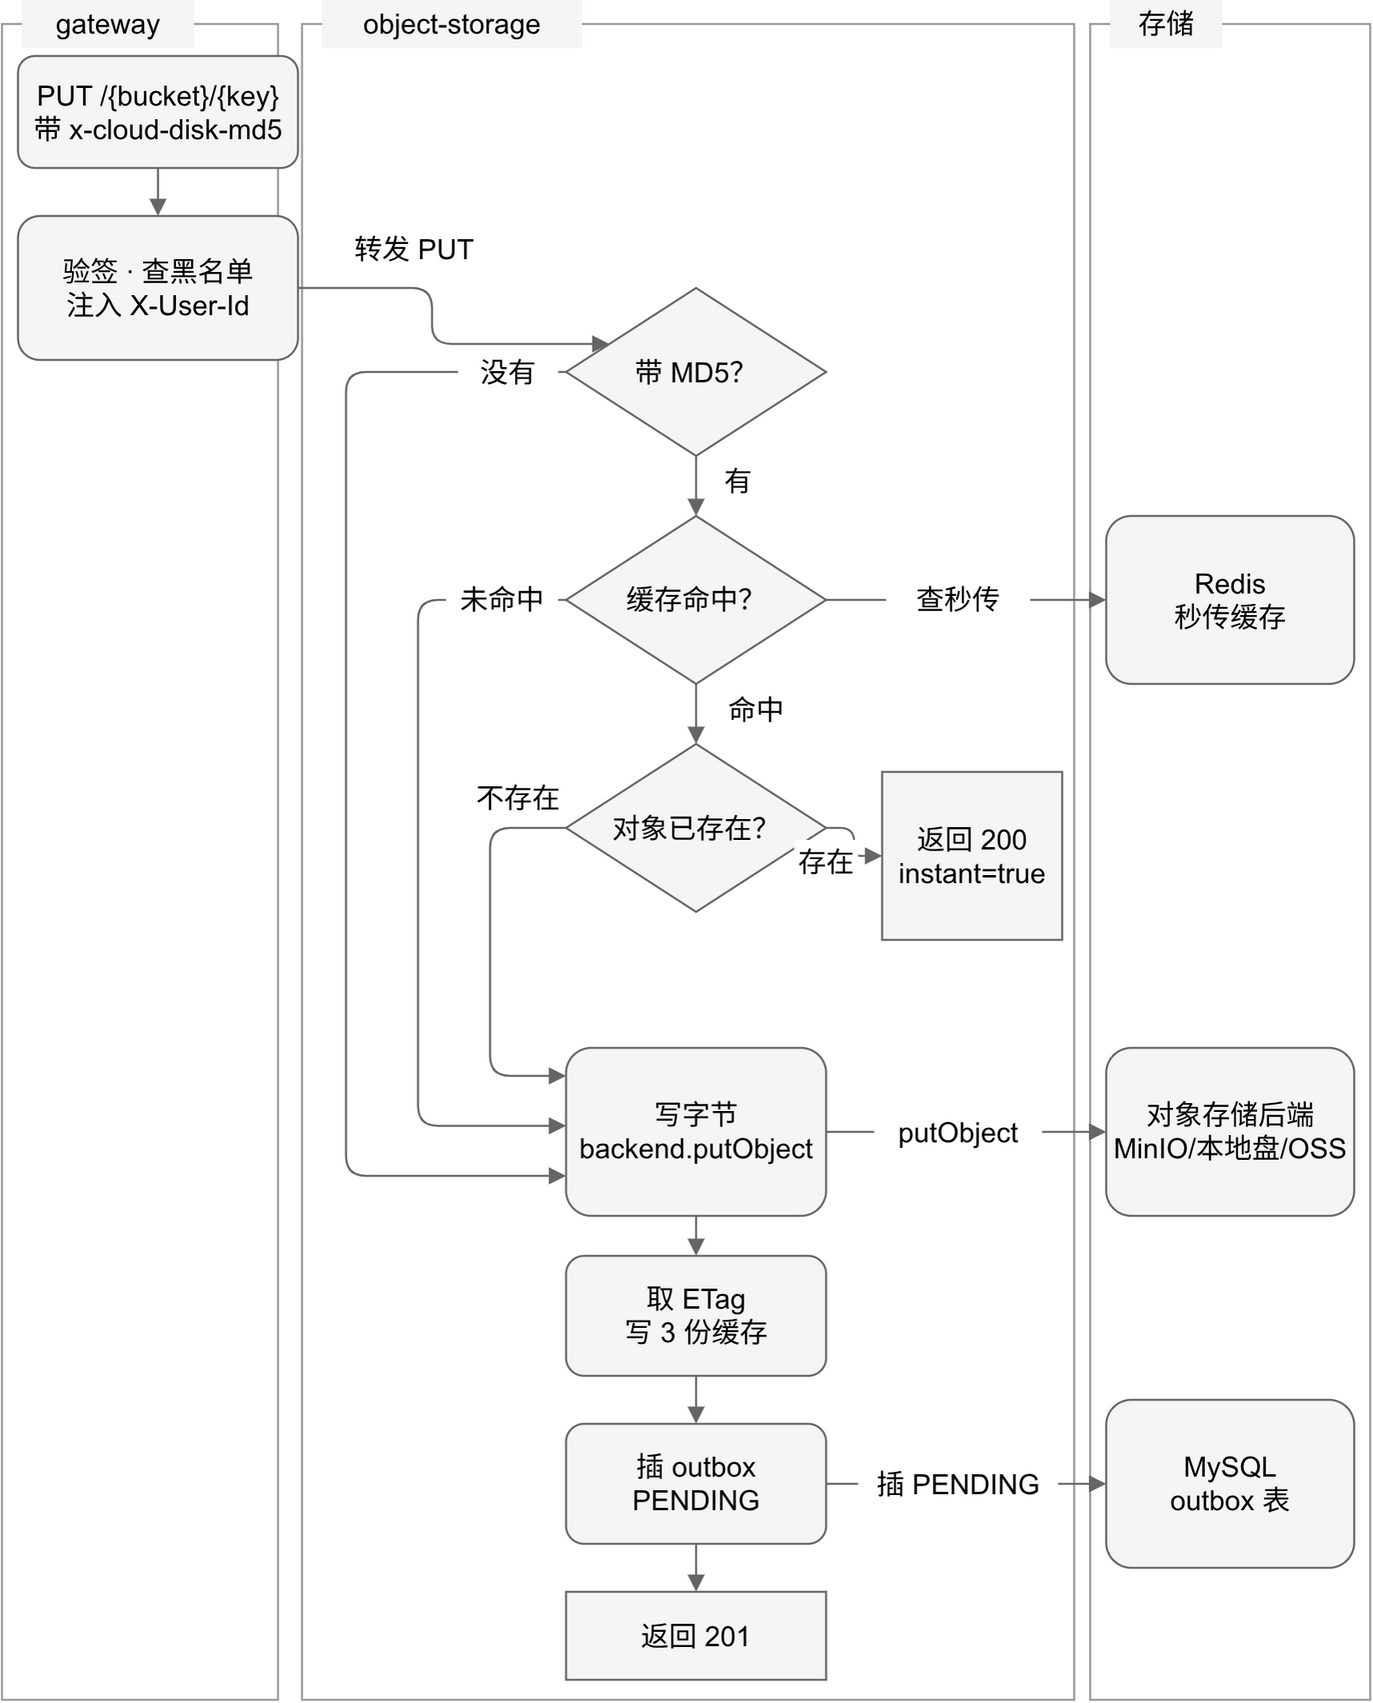 gateway
object-storage
存储
PUT /{bucket}/{key}
带 x-cloud-disk-md5
验签 · 查黑名单
注入 X-User-Id
转发 PUT
带 MD5?
没有
有
缓存命中?
未命中
查秒传
Redis
秒传缓存
命中
对象已存在?
不存在
存在
返回 200
instant=true
写字节
backend.putObject
putObject
对象存储后端
MinIO/本地盘/OSS
取 ETag
写 3 份缓存
插 outbox
PENDING
插 PENDING
MySQL
outbox 表
返回 201